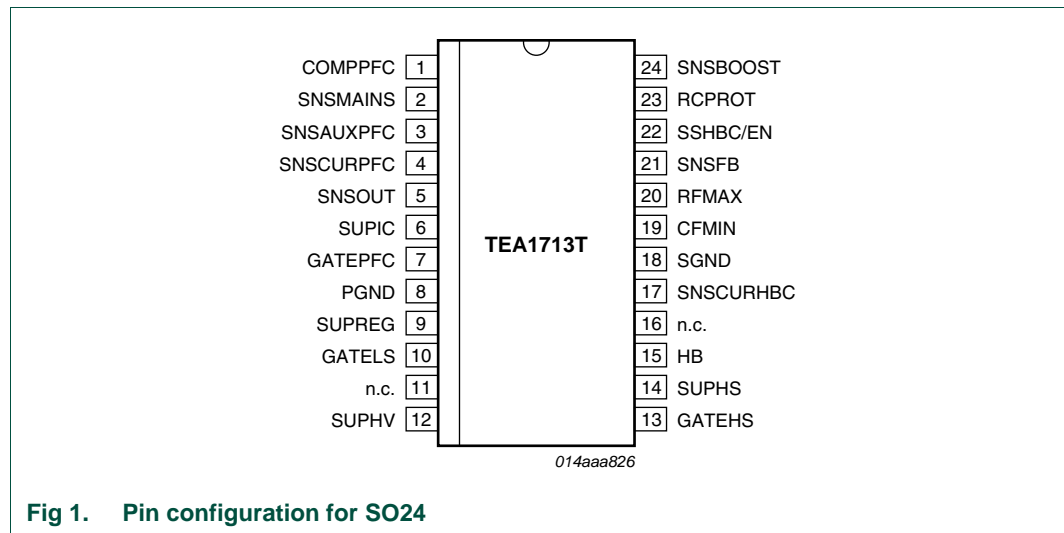 COMPPFC 1
SNSMAINS 2
SNSAUXPFC 3
SNSCURPFC 4
SNSOUT 5
SUPIC 6
GATEPFC 7
PGND 8
SUPREG 9
GATELS 10
n.c. 11
SUPHV 12
TEA1713T
24 SNSBOOST
23 RCPROT
22 SSHBC/EN
21 SNSFB
20 RFMAX
19 CFMIN
18 SGND
17 SNSCURHBC
16 n.c.
15 HB
14 SUPHS
13 GATEHS
014aaa826
Fig 1. Pin configuration for SO24